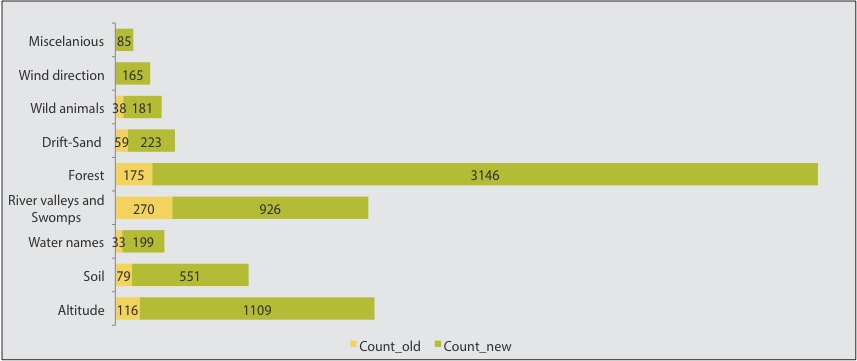 Miscelanious 85
Wind direction 165
Wild animals 38 181
Drift-Sand 59 223
Forest 175 3146
River valleys and
Swomps 270 926
Water names 33 199
Soil 79 551
Altitude 116 1109
Count_old Count_new